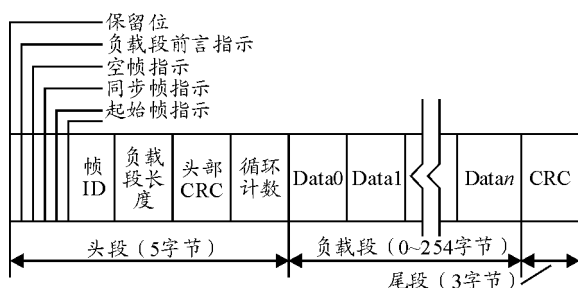 保留位
负载段前言指示
空帧指示
同步帧指示
起始帧指示
帧
ID
负载
段长
度
头部
CRC
循环
计数
Data0
Data1
Datan
CRC
头段（5字节）
负载段（0~254字节）
尾段（3字节）